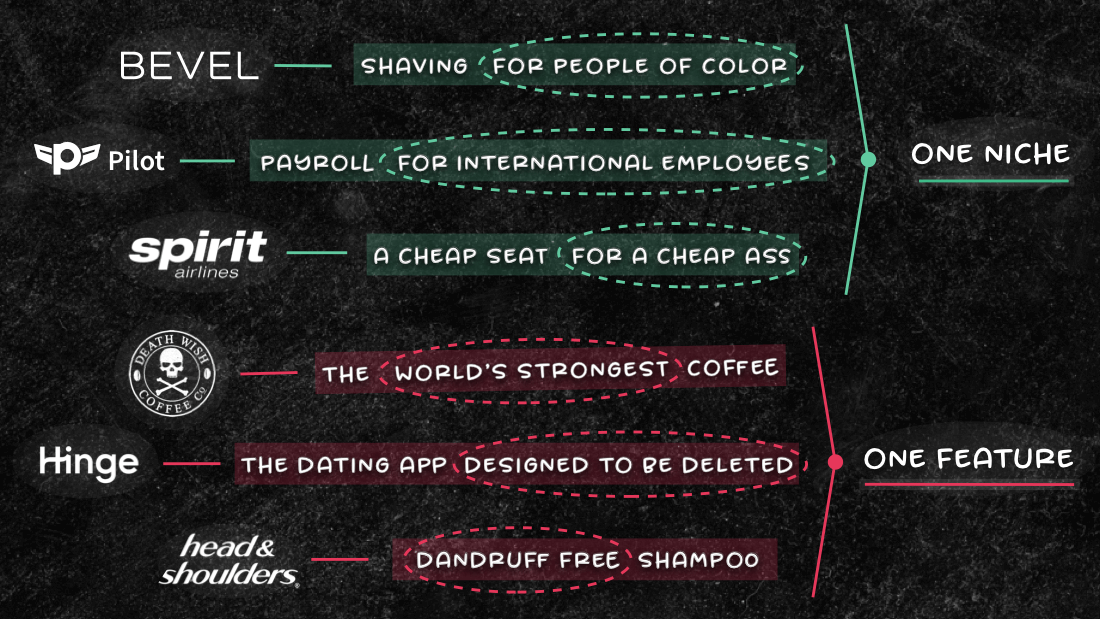 BEVEL
SHAVING FOR PEOPLE OF COLOR
Pilot
PAYROLL FOR INTERNATIONAL EMPLOYEES
ONE NICHE
spirit
airlines
A CHEAP SEAT FOR A CHEAP ASS
DEATH WISH
COFFEE CO
THE WORLD'S STRONGEST COFFEE
Hinge
THE DATING APP DESIGNED TO BE DELETED
ONE FEATURE
head &
shoulders
DANDRUFF FREE SHAMPOO